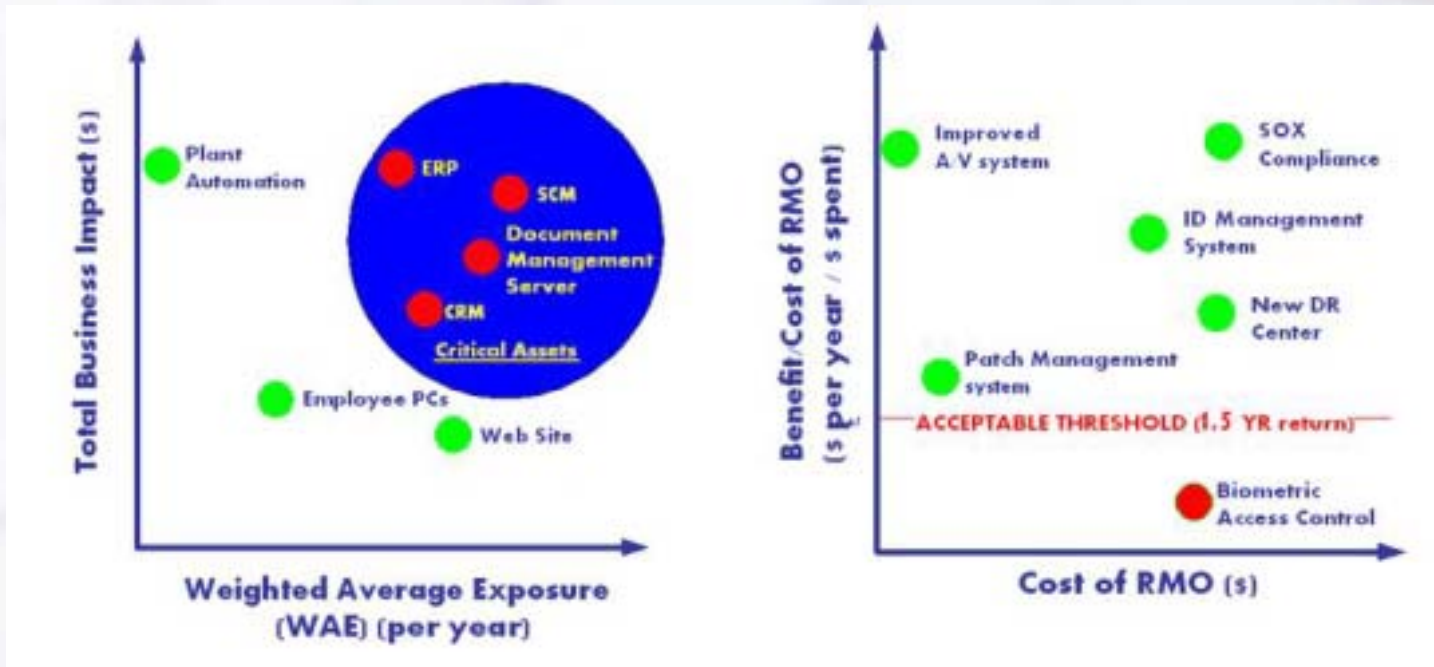 Total Business Impact (s)
Plant
Automation
ERP
SCM
Document
Management
Server
CRM
Critical Assets
Employee PCs
Web Site
Weighted Average Exposure
(WAE) (per year)
Benefit/Cost of RMO
(s per year / s spent)
Improved
A/V system
SOX
Compliance
ID Management
System
New DR
Center
Patch Management
system
ACCEPTABLE THRESHOLD (1.5 YR return)
Biometric
Access Control
Cost of RMO (s)